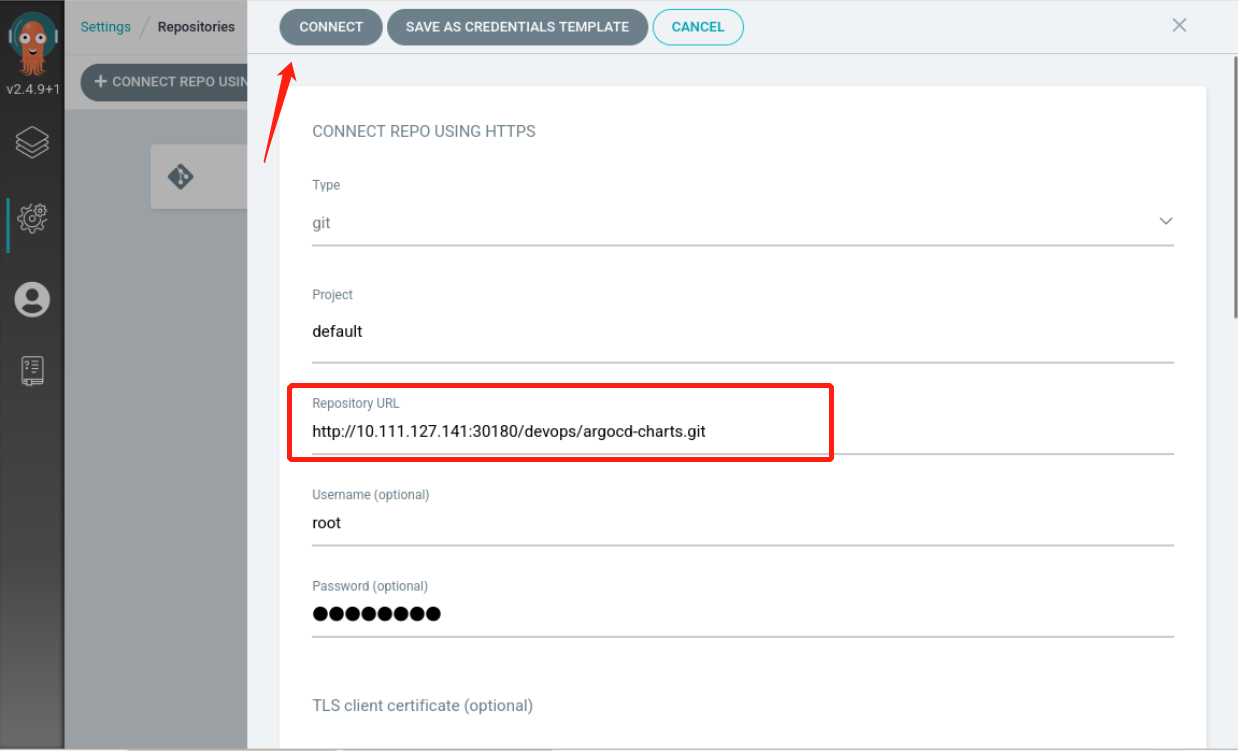 Settings / Repositories
CONNECT
SAVE AS CREDENTIALS TEMPLATE
CANCEL
v2.4.9+1
+ CONNECT REPO USIN
CONNECT REPO USING HTTPS
Type
git
Project
default
Repository URL
http://10.111.127.141:30180/devops/argocd-charts.git
Username (optional)
root
Password (optional)
●●●●●●●●
TLS client certificate (optional)